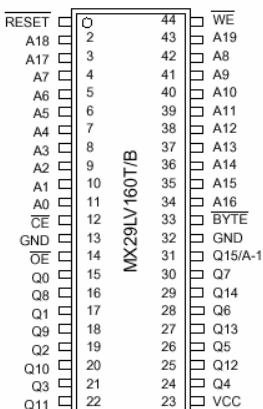 RESET 44 WE
A18 2 43 A19
A17 3 42 A8
A7 4 41 A9
A6 5 40 A10
A5 6 39 A11
A4 7 38 A12
A3 8 37 A13
A2 9 36 A14
A1 10 35 A15
A0 11 34 A16
CE 12 33 BYTE
GND 13 32 GND
OE 14 31 Q15/A-1
Q0 15 30 Q7
Q8 16 29 Q14
Q1 17 28 Q6
Q9 18 27 Q13
Q2 19 26 Q5
Q10 20 25 Q12
Q3 21 24 Q4
Q11 22 23 VCC
MX29LV160T/B